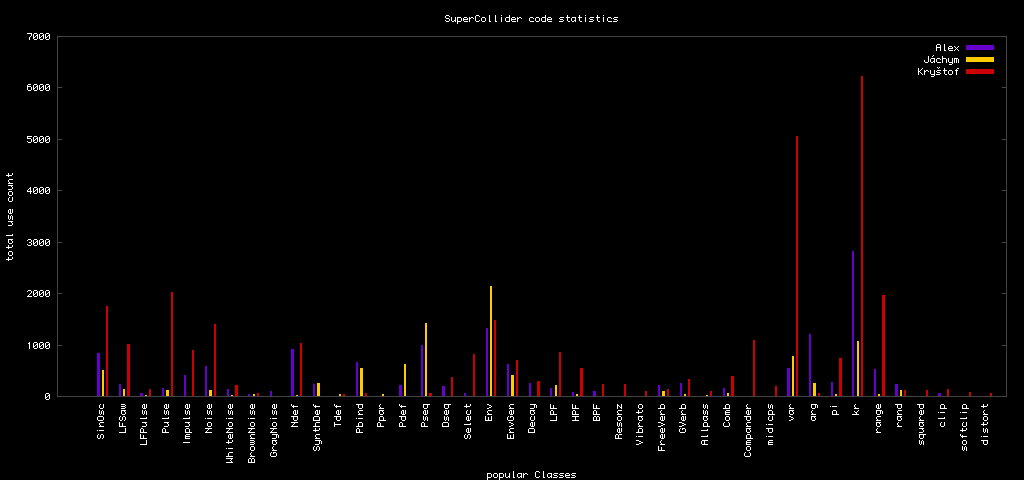 SuperCollider code statistics
7000
6000
5000
4000
3000
2000
1000
0
total use count
Alex
Jáchym
Kryštof
SinOsc
LFSaw
LFPulse
Pulse
Impulse
Noise
WhiteNoise
BrownNoise
GrayNoise
Ndef
SynthDef
Tdef
Pbind
Ppar
Pdef
Pseq
Dseq
Select
Env
EnvGen
Decay
LPF
HPF
BPF
Resonz
Vibrato
FreeVerb
GVerb
Allpass
Comb
Compander
midicps
var
arg
pi
kr
range
rand
squared
clip
softclip
distort
popular Classes